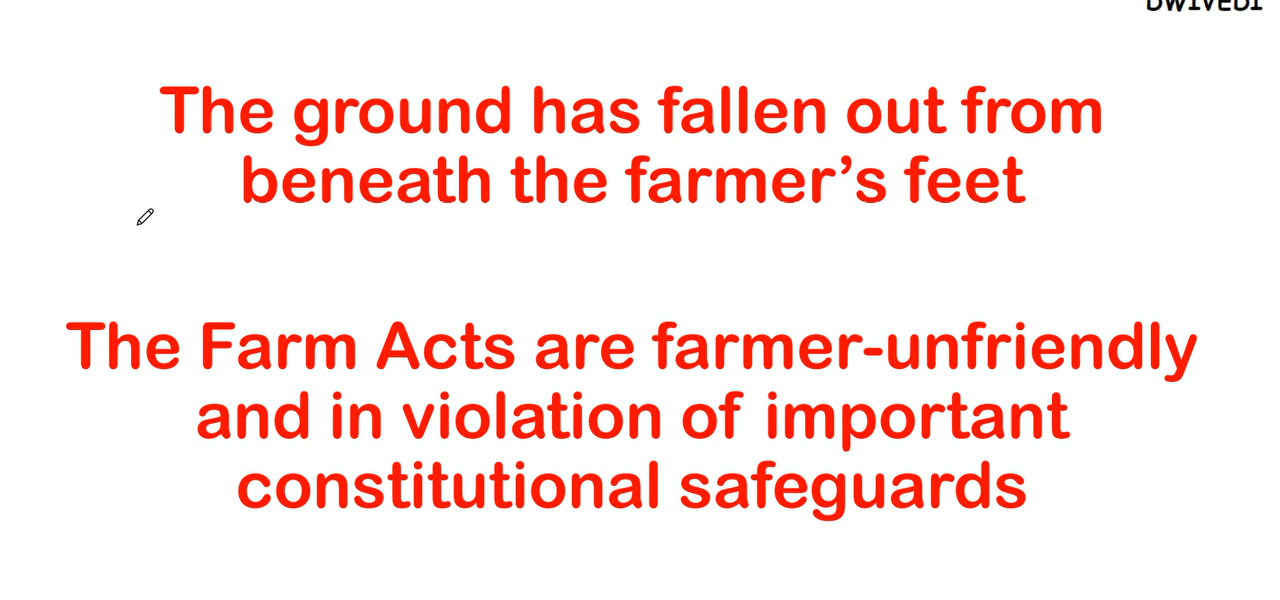 DWIVEDI
The ground has fallen out from
beneath the farmer’s feet
The Farm Acts are farmer-unfriendly
and in violation of important
constitutional safeguards